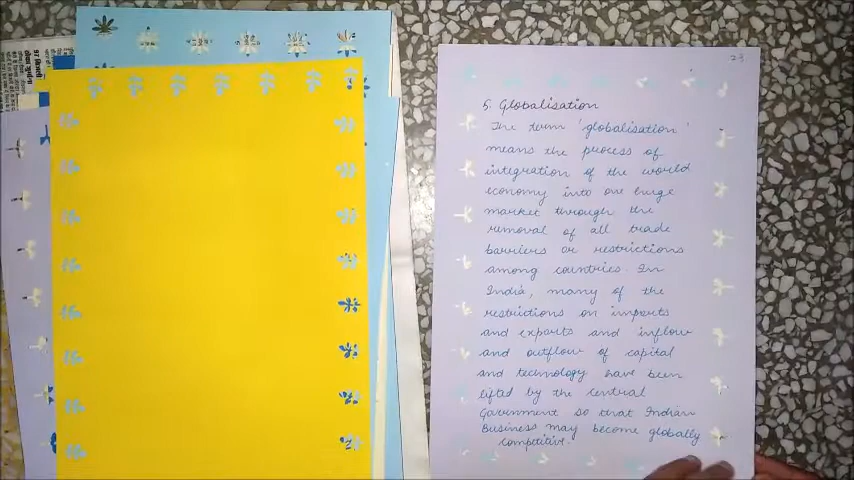 23
5. Globalisation
The term 'globalisation'
means the process of
integration of the world
economy into one huge
market through the
removal of all trade
barriers or restrictions
among countries. In
India, many of the
restrictions on imports
and exports and inflow
and outflow of capital
and technology have been
lifted by the central
Government so that Indian
Business may become globally
competitive.